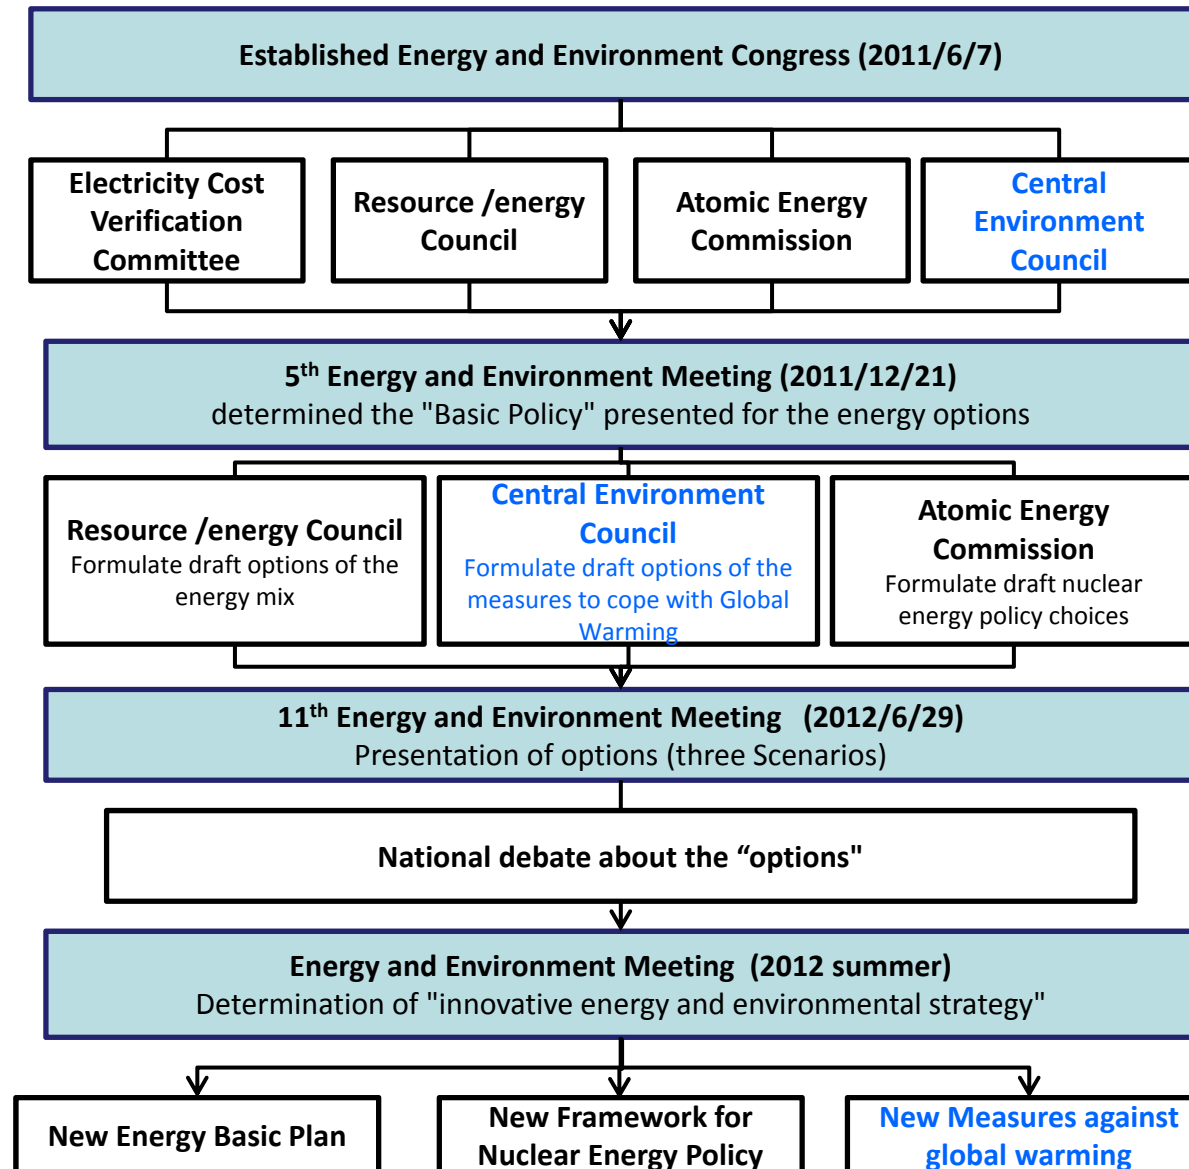 Established Energy and Environment Congress (2011/6/7)
Electricity Cost
Verification
Committee
Resource /energy
Council
Atomic Energy
Commission
Central
Environment
Council
5th Energy and Environment Meeting (2011/12/21)
determined the "Basic Policy" presented for the energy options
Resource /energy Council
Formulate draft options of the
energy mix
Central Environment
Council
Formulate draft options of the
measures to cope with Global
Warming
Atomic Energy
Commission
Formulate draft nuclear
energy policy choices
11th Energy and Environment Meeting (2012/6/29)
Presentation of options (three Scenarios)
National debate about the “options"
Energy and Environment Meeting (2012 summer)
Determination of "innovative energy and environmental strategy"
New Energy Basic Plan
New Framework for
Nuclear Energy Policy
New Measures against
global warming